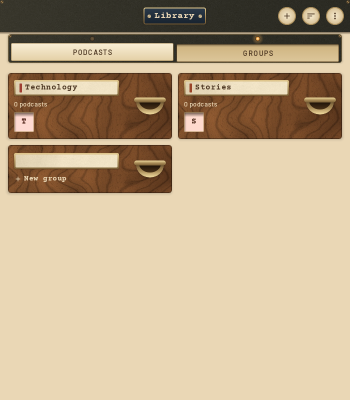 Library
PODCASTS
GROUPS
Technology
0 podcasts
T
Stories
0 podcasts
S
+ New group